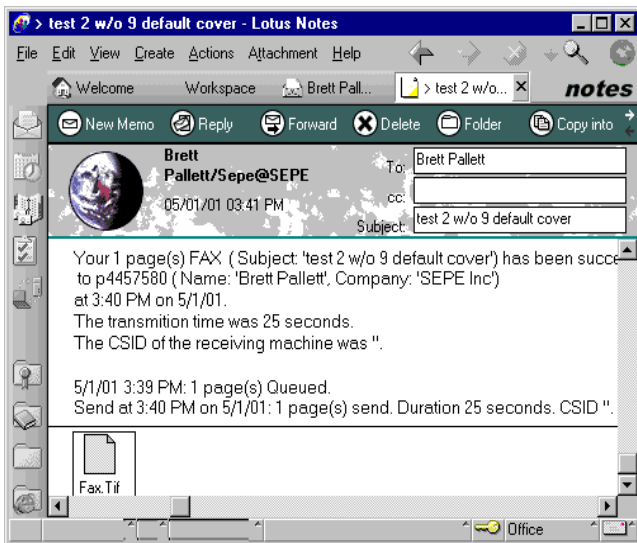 > test 2 w/o 9 default cover - Lotus Notes
File Edit View Create Actions Attachment Help
Welcome Workspace Brett Pall... > test 2 w/o... notes
New Memo Reply Forward Delete Folder Copy into
Brett
Pallett/Sepe@SEPE
05/01/01 03:41 PM
To: Brett Pallett
cc:
Subject: test 2 w/o 9 default cover
Your 1 page(s) FAX ( Subject: 'test 2 w/o 9 default cover') has been succe
to p4457580 ( Name: 'Brett Pallett', Company: 'SEPE Inc')
at 3:40 PM on 5/1/01.
The transmition time was 25 seconds.
The CSID of the receiving machine was ''.
5/1/01 3:39 PM: 1 page(s) Queued.
Send at 3:40 PM on 5/1/01: 1 page(s) send. Duration 25 seconds. CSID ''.
Fax.Tif
Office